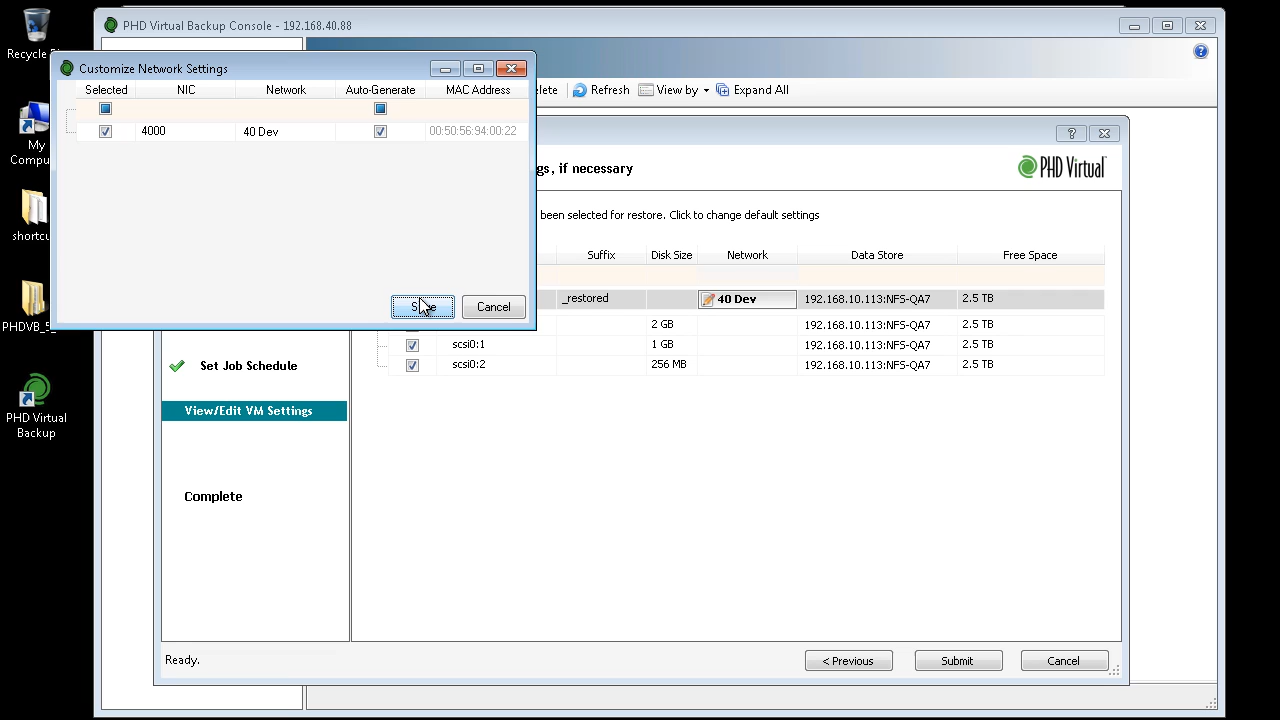 PHD Virtual Backup Console - 192.168.40.88
Customize Network Settings
Selected NIC Network Auto-Generate MAC Address
4000 40 Dev 00:50:56:94:00:22
Cancel
Refresh View by Expand All
gs, if necessary
PHD Virtual
been selected for restore. Click to change default settings
Suffix Disk Size Network Data Store Free Space
_restored 40 Dev 192.168.10.113:NFS-QA7 2.5 TB
2 GB 192.168.10.113:NFS-QA7 2.5 TB
scsi0:1 1 GB 192.168.10.113:NFS-QA7 2.5 TB
scsi0:2 256 MB 192.168.10.113:NFS-QA7 2.5 TB
Set Job Schedule
View/Edit VM Settings
Complete
Ready.
< Previous Submit Cancel
My
PHD Virtual
Backup